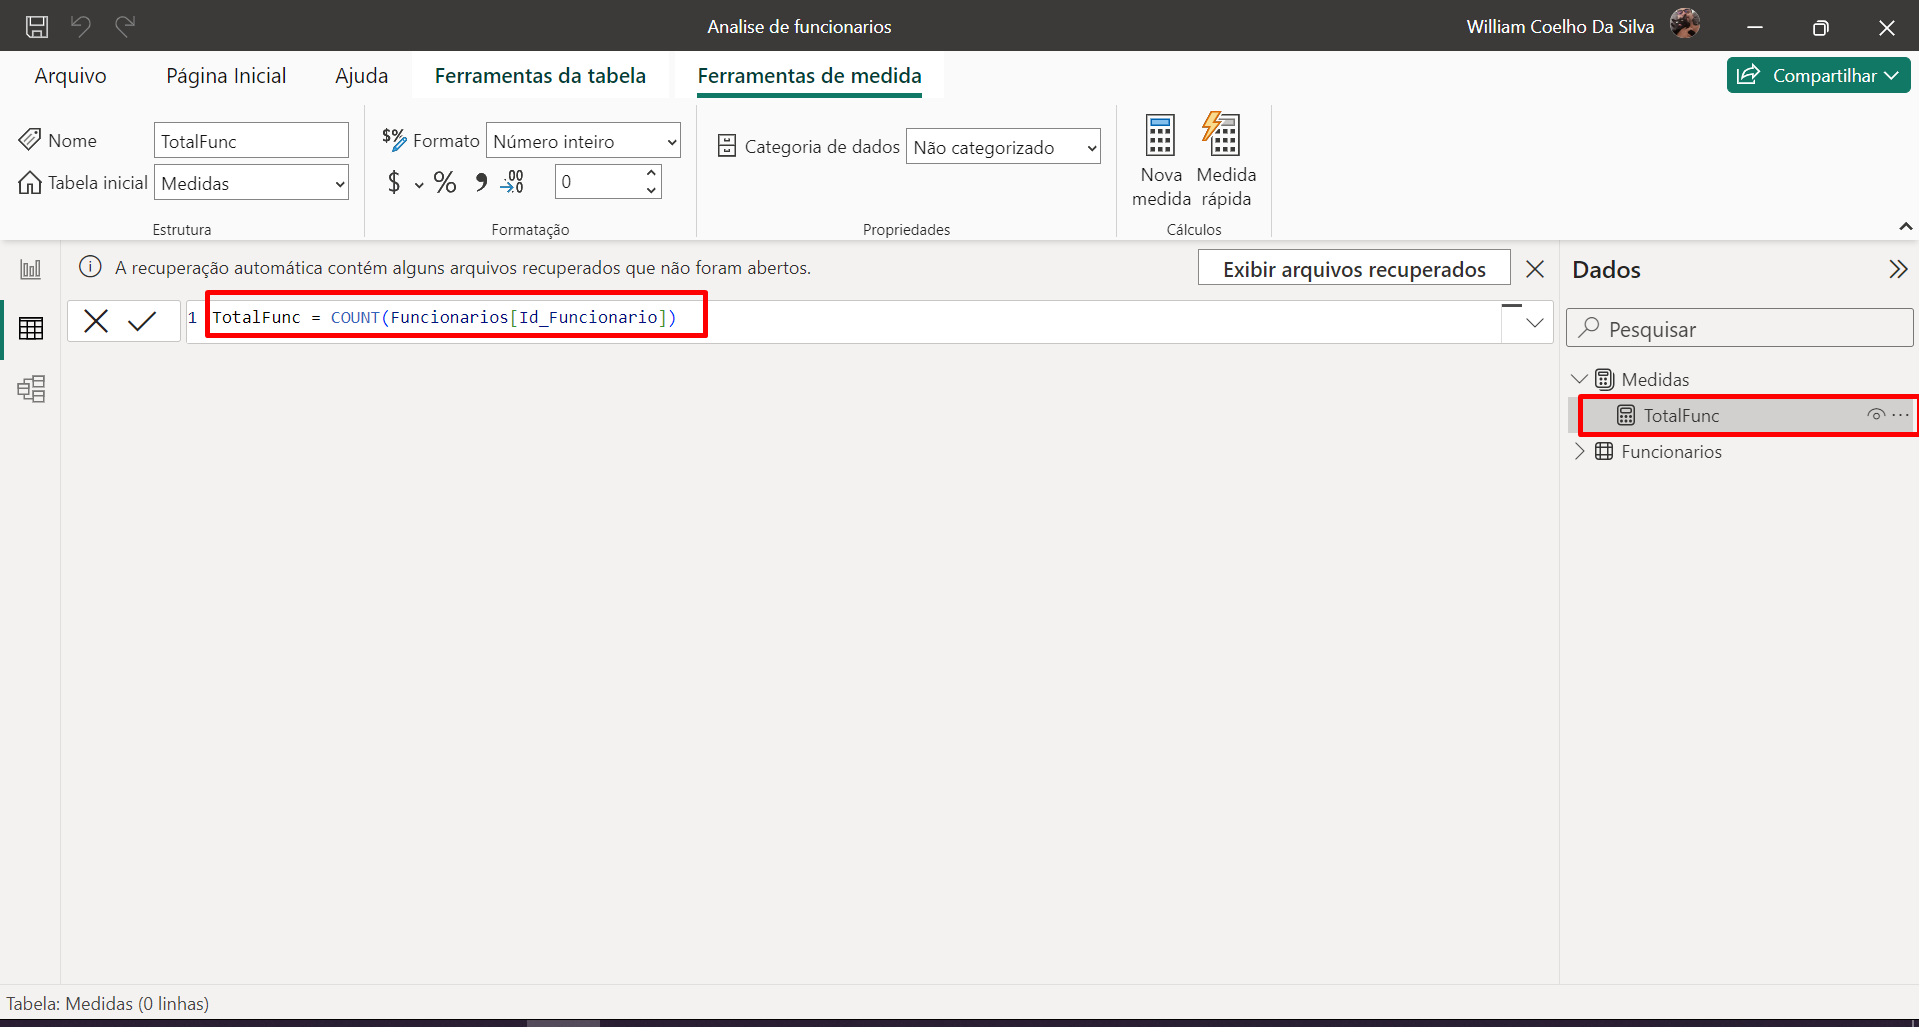 Analise de funcionarios
William Coelho Da Silva
Arquivo
Página Inicial
Ajuda
Ferramentas da tabela
Ferramentas de medida
Compartilhar
Nome
TotalFunc
Tabela inicial
Medidas
Estrutura
$% Formato
Número inteiro
$ % , .00
0
Formatação
Categoria de dados
Não categorizado
Propriedades
Nova
medida
Medida
rápida
Cálculos
A recuperação automática contém alguns arquivos recuperados que não foram abertos.
Exibir arquivos recuperados
1 TotalFunc = COUNT(Funcionarios[Id_Funcionario])
Dados
Pesquisar
Medidas
TotalFunc
Funcionarios
Tabela: Medidas (0 linhas)